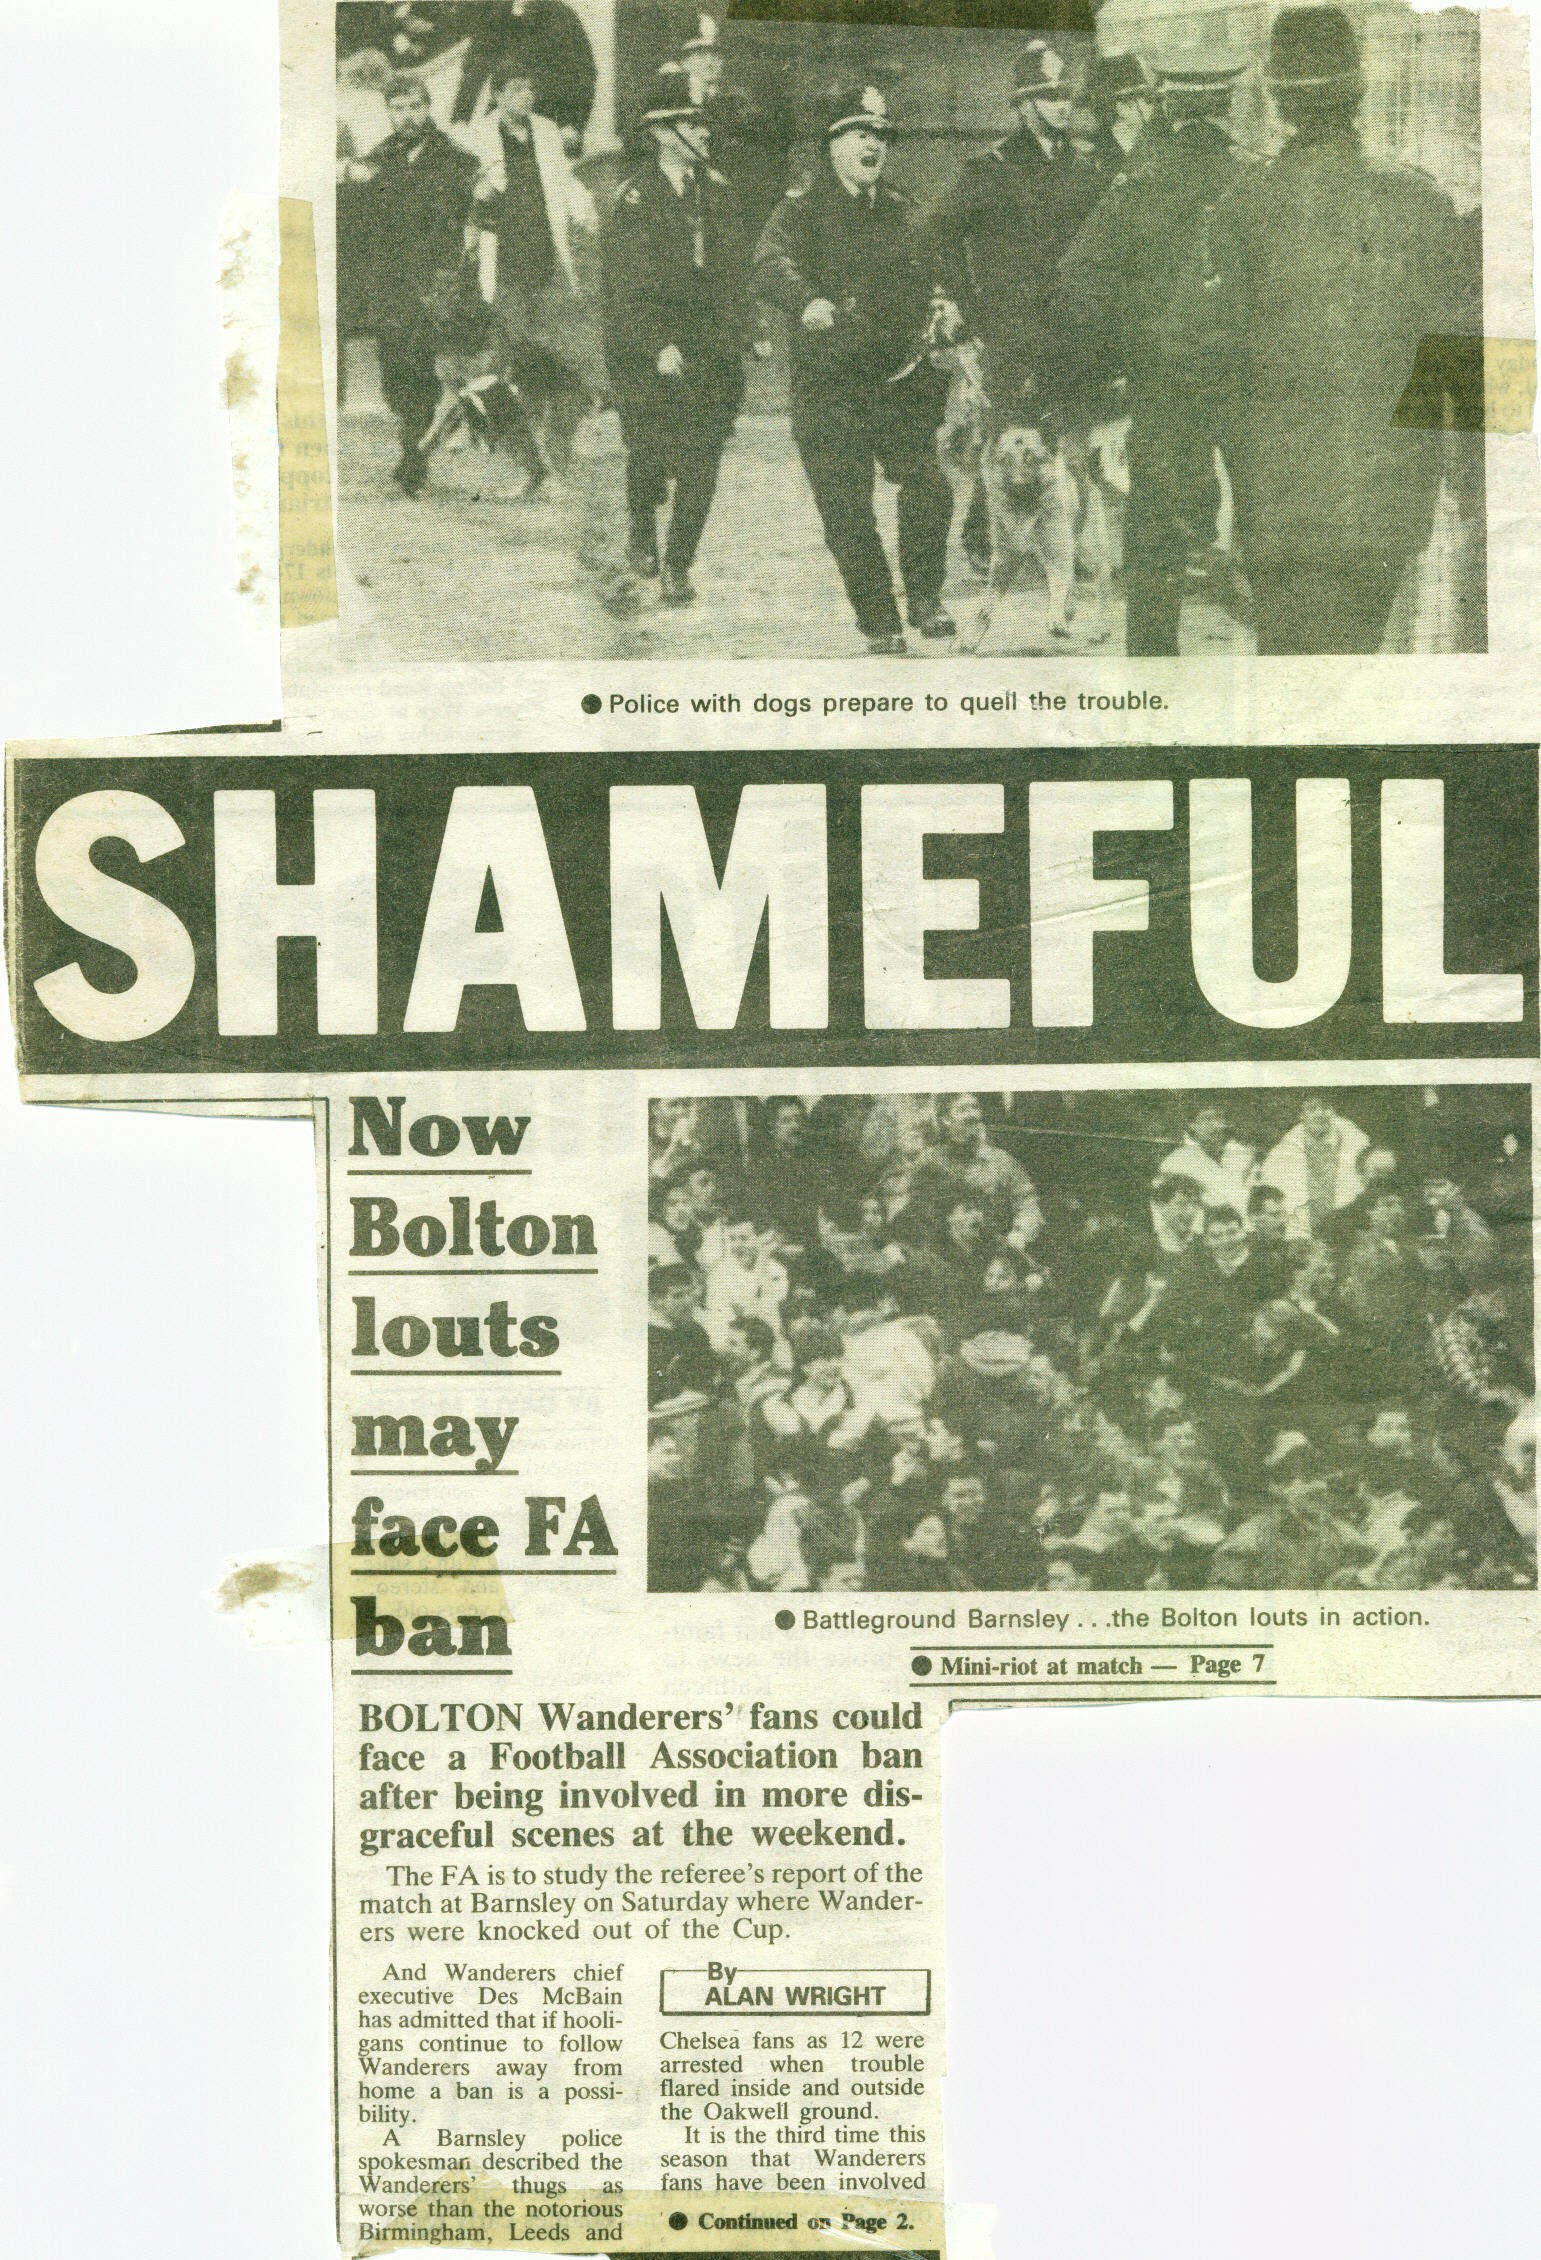 ● Police with dogs prepare to quell the trouble.
SHAMEFUL
Now
Bolton
louts
may
face FA
ban
● Battleground Barnsley . . .the Bolton louts in action.
● Mini-riot at match — Page 7
BOLTON Wanderers' fans could
face a Football Association ban
after being involved in more dis-
graceful scenes at the weekend.
The FA is to study the referee's report of the
match at Barnsley on Saturday where Wander-
ers were knocked out of the Cup.
And Wanderers chief
executive Des McBain
has admitted that if hooli-
gans continue to follow
Wanderers away from
home a ban is a possi-
bility.
A Barnsley police
spokesman described the
Wanderers' thugs as
worse than the notorious
Birmingham, Leeds and
By
ALAN WRIGHT
Chelsea fans as 12 were
arrested when trouble
flared inside and outside
the Oakwell ground.
It is the third time this
season that Wanderers
fans have been involved
● Continued on Page 2.